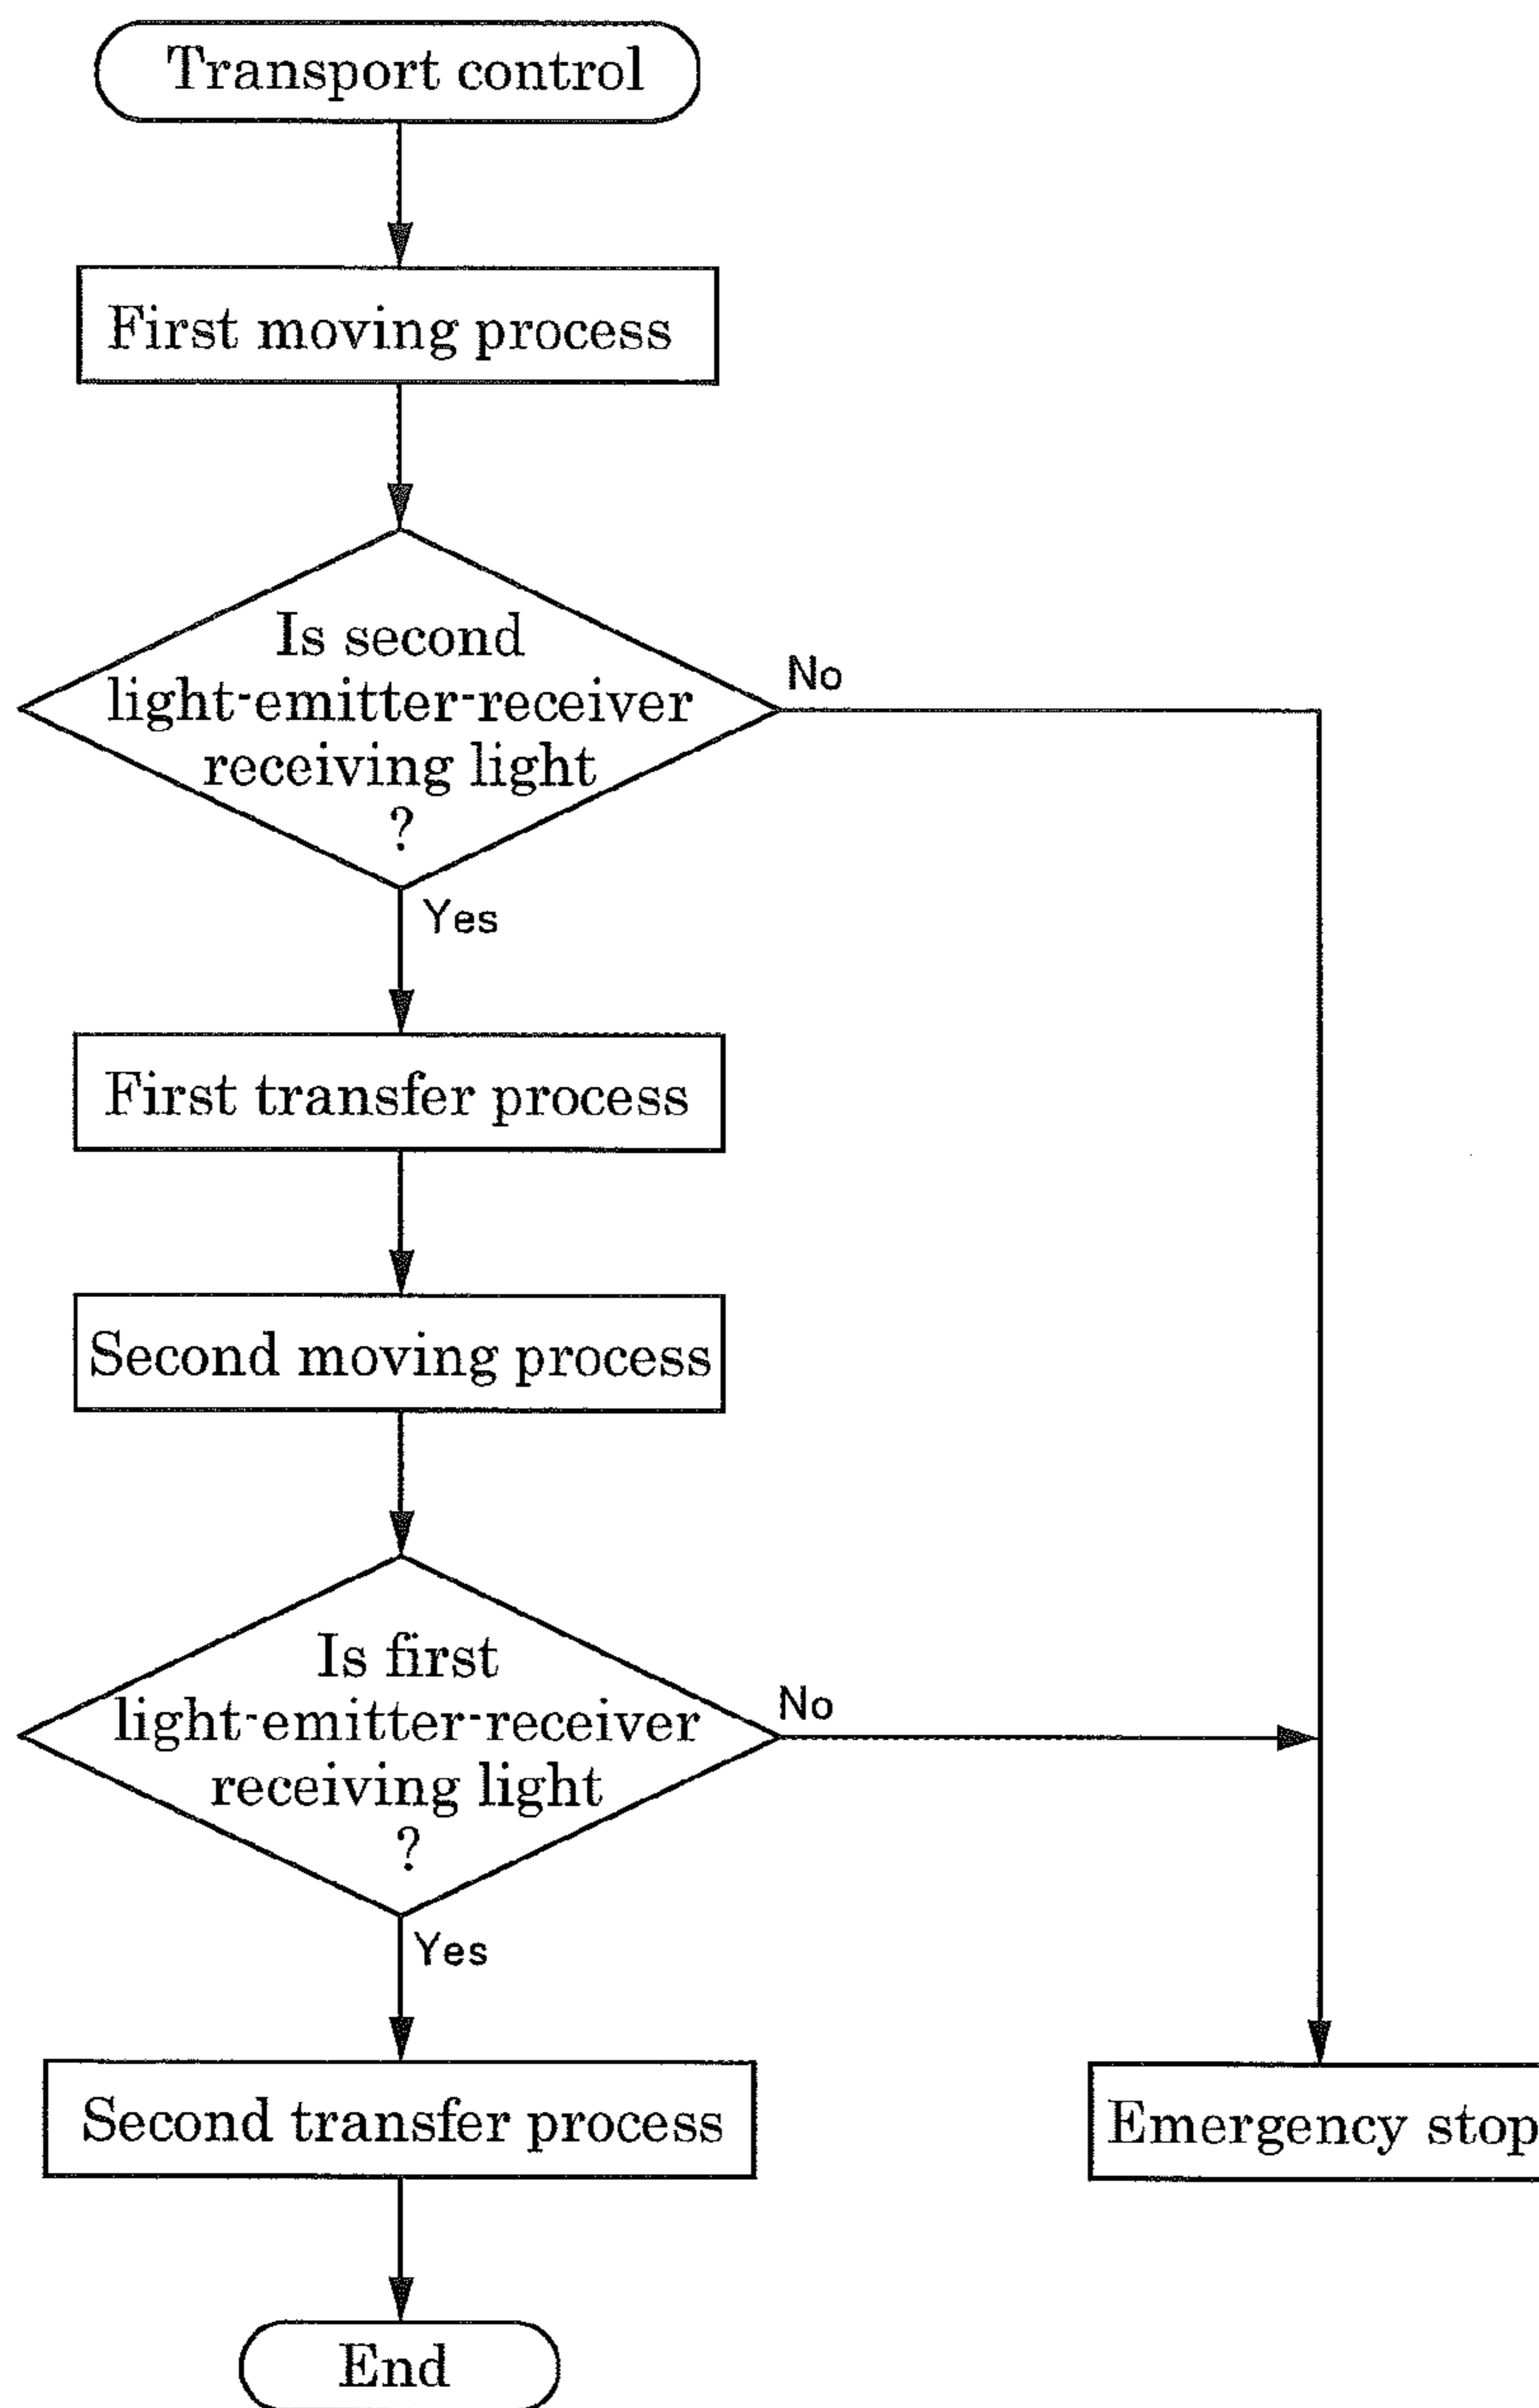 Transport control
First moving process
Is second
light-emitter-receiver
receiving light
?
No
Yes
First transfer process
Second moving process
Is first
light-emitter-receiver
receiving light
?
No
Yes
Second transfer process
Emergency stop
End